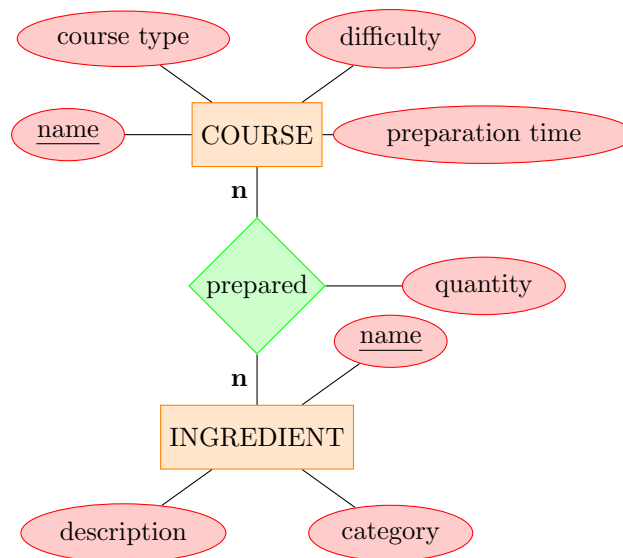 course type
difficulty
name
COURSE
preparation time
n
prepared
quantity
name
n
INGREDIENT
description
category